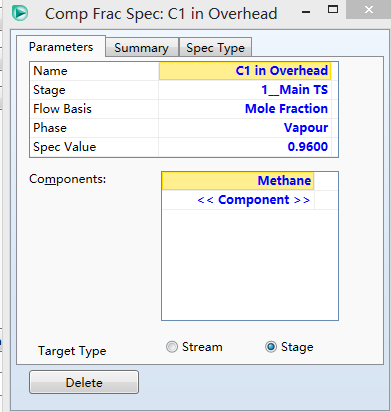 Comp Frac Spec: C1 in Overhead
Parameters Summary Spec Type
Name C1 in Overhead
Stage 1__Main TS
Flow Basis Mole Fraction
Phase Vapour
Spec Value 0.9600
Components: Methane
<< Component >>
Target Type Stream Stage
Delete